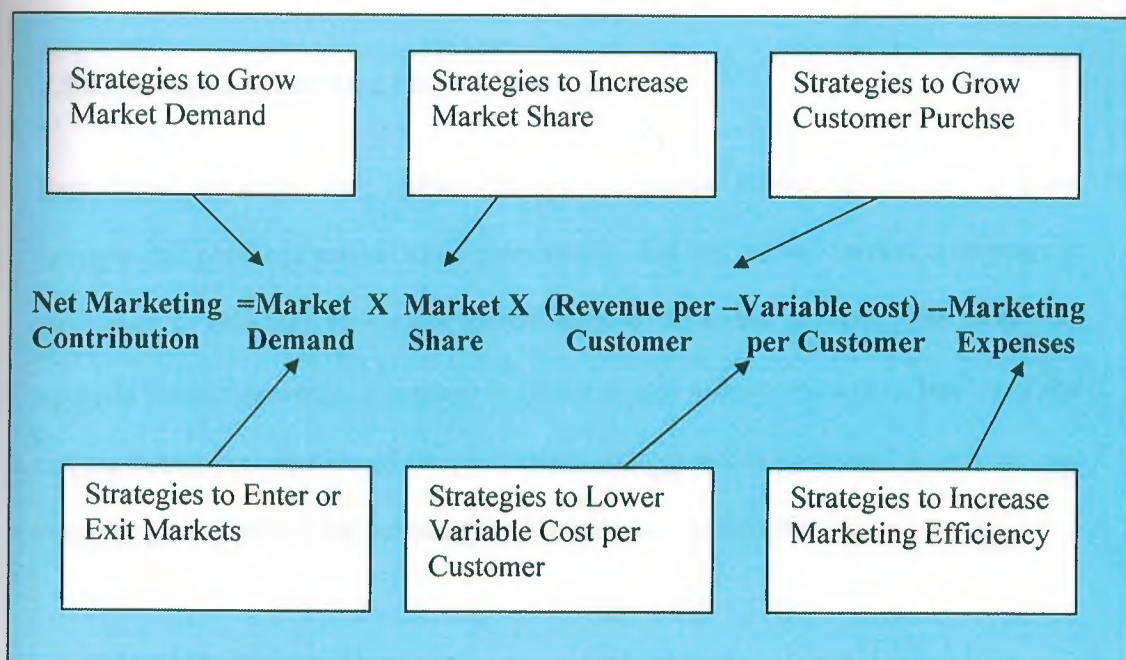 Strategies to Grow
Market Demand
Strategies to Increase
Market Share
Strategies to Grow
Customer Purchse
Net Marketing =Market X Market X (Revenue per –Variable cost) –Marketing
Contribution Demand Share Customer per Customer Expenses
Strategies to Enter or
Exit Markets
Strategies to Lower
Variable Cost per
Customer
Strategies to Increase
Marketing Efficiency